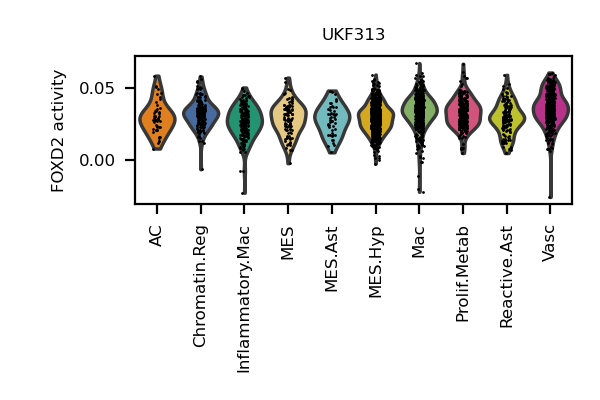 UKF313
FOXD2 activity
0.05
0.00
AC
Chromatin.Reg
Inflammatory.Mac
MES
MES.Ast
MES.Hyp
Mac
Prolif.Metab
Reactive.Ast
Vasc